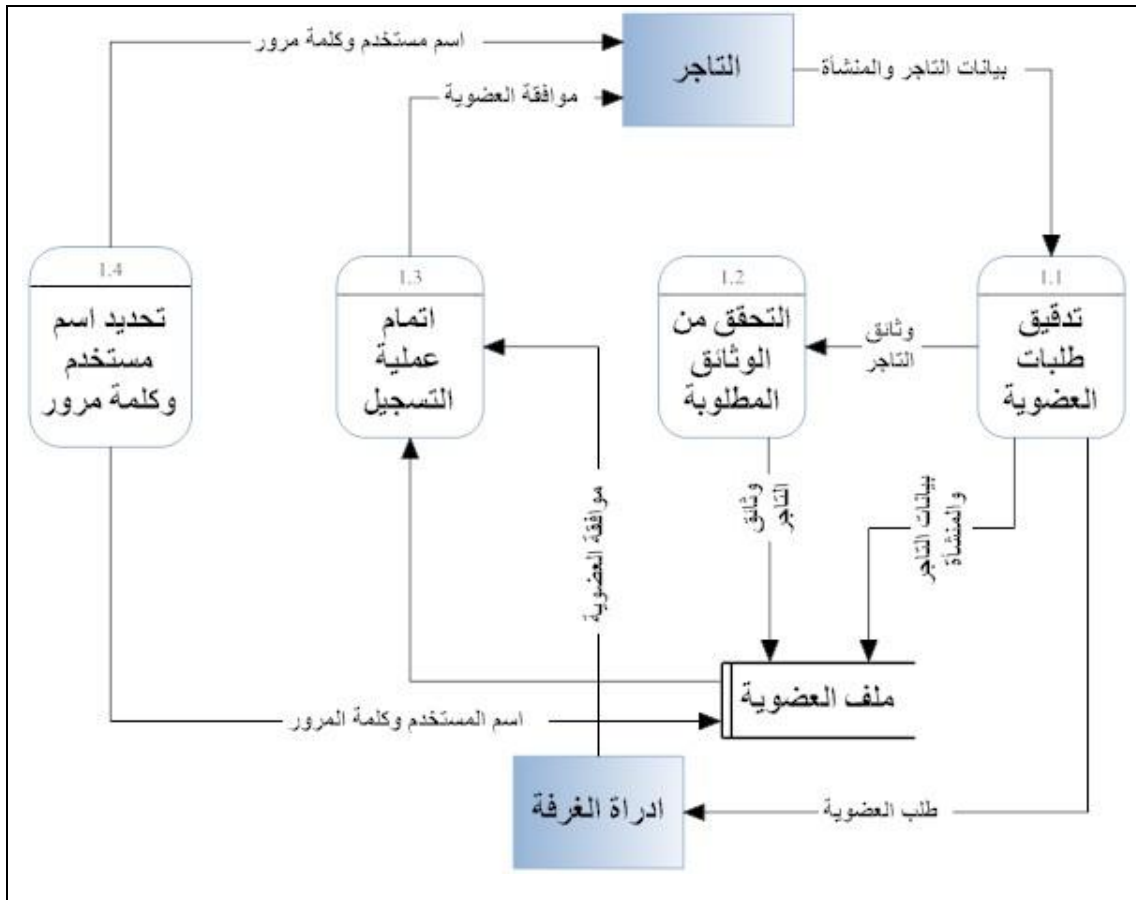 اسم مستخدم وكلمة مرور
التاجر
بيانات التاجر والمنشأة
موافقة العضوية
1.1
تدقيق
طلبات
العضوية
وثائق
التاجر
1.2
التحقق من
الوثائق
المطلوبة
1.3
اتمام
عملية
التسجيل
1.4
تحديد اسم
مستخدم
وكلمة مرور
بيانات التاجر
والمنشأة
وثائق
التاجر
موافقة العضوية
ملف العضوية
اسم المستخدم وكلمة المرور
ادراة الغرفة
طلب العضوية